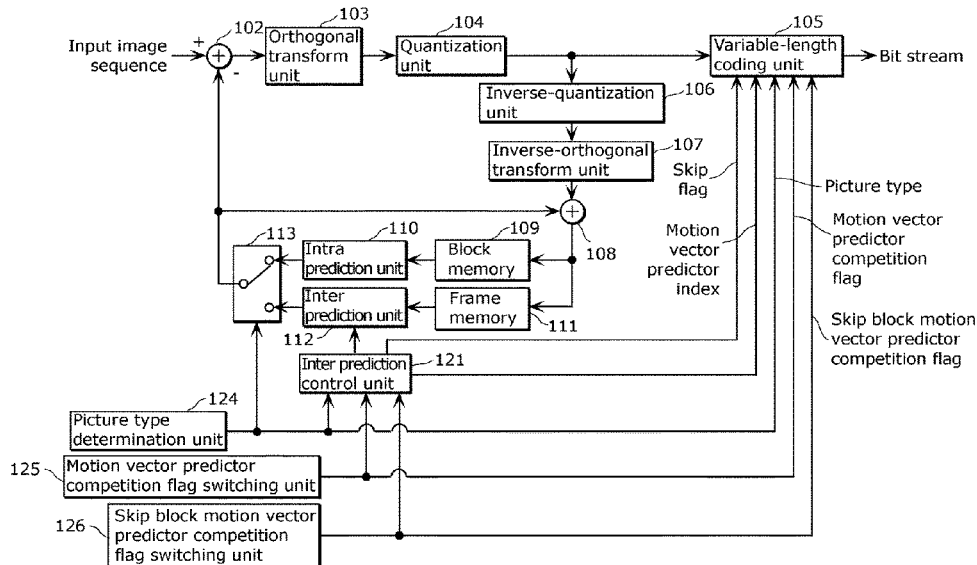 103
104
105
102
Input image
sequence
+
+
-
Orthogonal
transform
unit
Quantization
unit
Variable-length
coding unit
Bit stream
Inverse-quantization
unit
106
107
Inverse-orthogonal
transform unit
Skip
flag
Picture type
+
108
113
110
109
Intra
prediction unit
Block
memory
Motion
vector
predictor
index
Motion vector
predictor
competition
flag
Inter
prediction unit
Frame
memory
111
112
Skip block motion
vector predictor
competition flag
121
Inter prediction
control unit
124
Picture type
determination unit
125
Motion vector predictor
competition flag switching unit
126
Skip block motion vector
predictor competition
flag switching unit